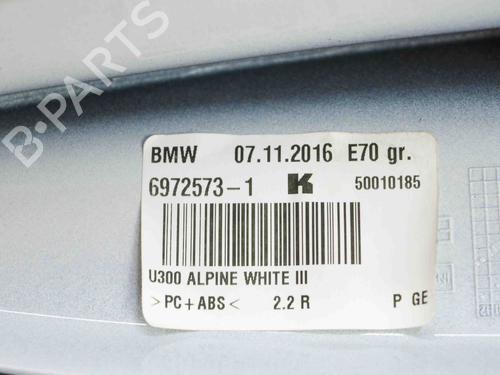 B-PARTS
BMW 07.11.2016 E70 gr.
6972573-1 K 50010185
U300 ALPINE WHITE III
>PC+ABS< 2.2 R P GE